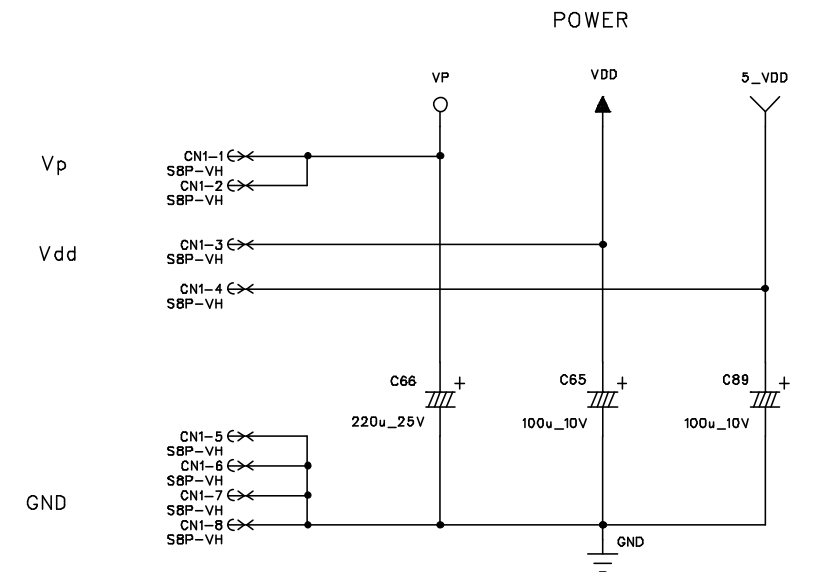 POWER
VP
VDD
5_VDD
Vp
CN1-1
S8P-VH
CN1-2
S8P-VH
Vdd
CN1-3
S8P-VH
CN1-4
S8P-VH
C66
+
220u_25V
C65
+
100u_10V
C89
+
100u_10V
CN1-5
S8P-VH
CN1-6
S8P-VH
CN1-7
S8P-VH
GND
CN1-8
S8P-VH
GND